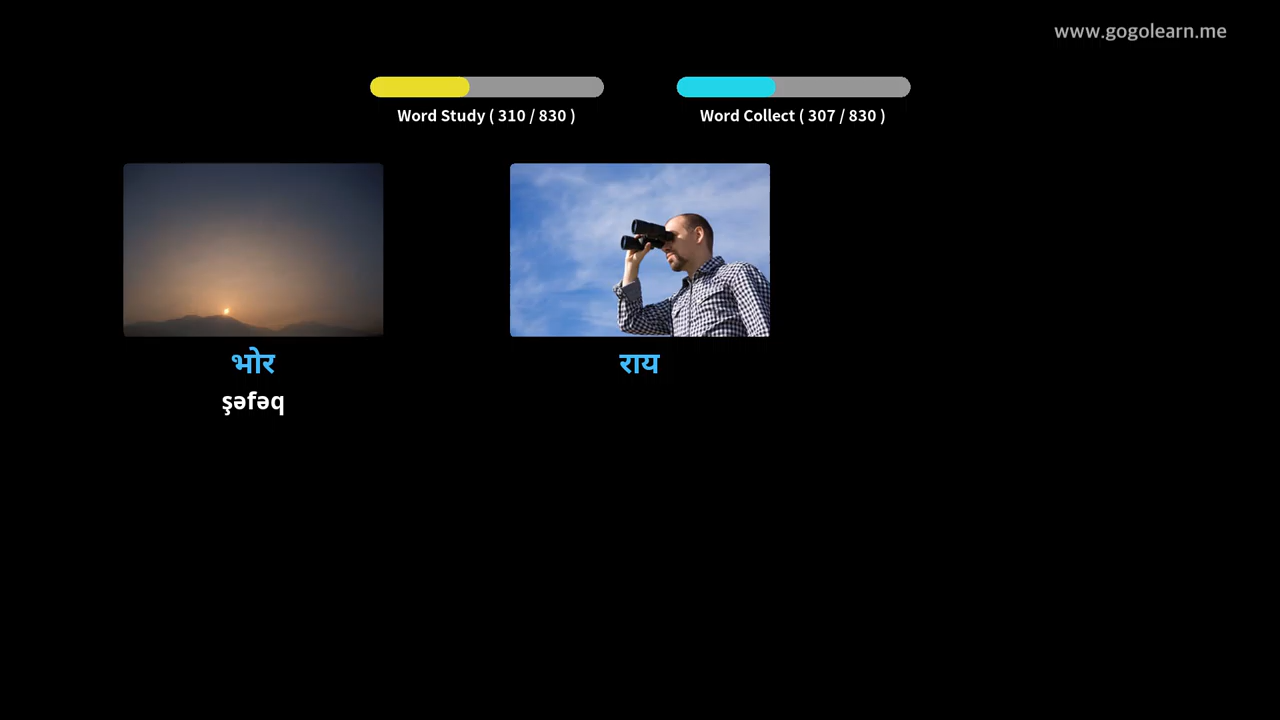 www.gogolearn.me
Word Study ( 310 / 830 )
Word Collect ( 307 / 830 )
भोर
şəfəq
राय